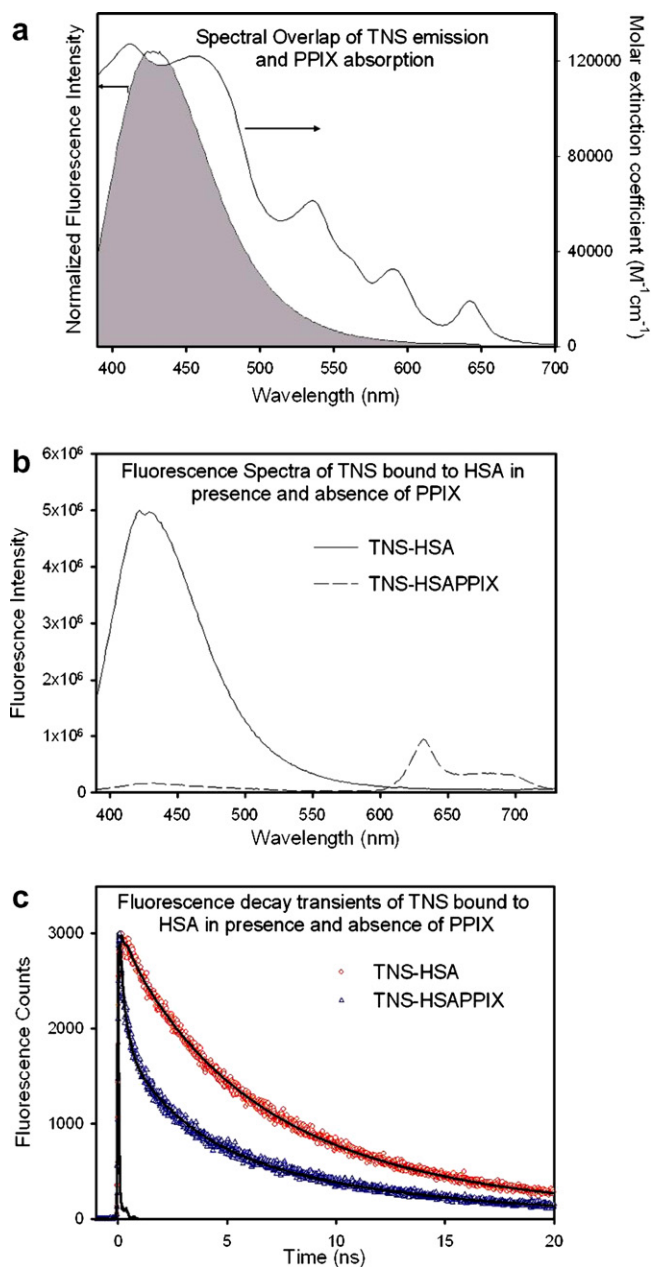 a
Spectral Overlap of TNS emission
and PPIX absorption
Normalized Fluorescence Intensity
Molar extinction coefficient (M⁻¹cm⁻¹)
120000
80000
40000
0
400 450 500 550 600 650 700
Wavelength (nm)
b
Fluorescence Spectra of TNS bound to HSA in
presence and absence of PPIX
TNS-HSA
TNS-HSAPPIX
Fluorescnce Intensity
6x10⁶
5x10⁶
4x10⁶
3x10⁶
2x10⁶
1x10⁶
0
400 450 500 550 600 650 700
Wavelength (nm)
c
Fluorescence decay transients of TNS bound to
HSA in presence and absence of PPIX
TNS-HSA
TNS-HSAPPIX
Fluorescence Counts
3000
2000
1000
0
0 5 10 15 20
Time (ns)